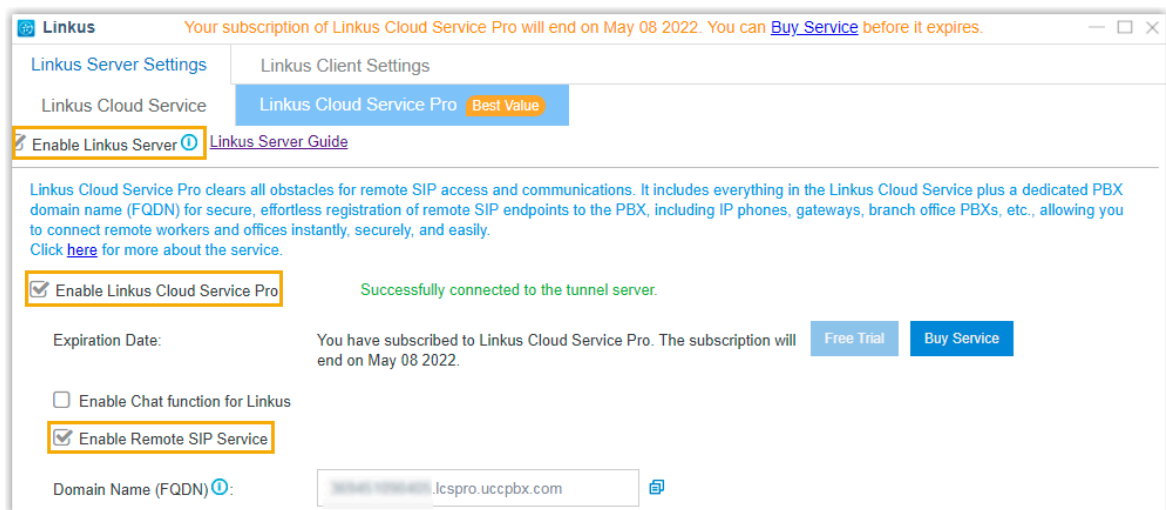 Linkus Your subscription of Linkus Cloud Service Pro will end on May 08 2022. You can Buy Service before it expires.
Linkus Server Settings Linkus Client Settings
Linkus Cloud Service Linkus Cloud Service Pro Best Value
Enable Linkus Server Linkus Server Guide
Linkus Cloud Service Pro clears all obstacles for remote SIP access and communications. It includes everything in the Linkus Cloud Service plus a dedicated PBX
domain name (FQDN) for secure, effortless registration of remote SIP endpoints to the PBX, including IP phones, gateways, branch office PBXs, etc., allowing you
to connect remote workers and offices instantly, securely, and easily.
Click here for more about the service.
Enable Linkus Cloud Service Pro Successfully connected to the tunnel server.
Expiration Date: You have subscribed to Linkus Cloud Service Pro. The subscription will Free Trial Buy Service
end on May 08 2022.
Enable Chat function for Linkus
Enable Remote SIP Service
Domain Name (FQDN) : .lcspro.uccpbx.com